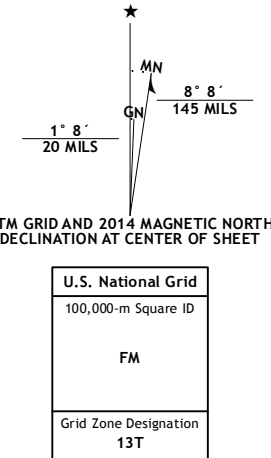 ★
MN
GN
8° 8´
145 MILS
1° 8´
20 MILS
TM GRID AND 2014 MAGNETIC NORTH
DECLINATION AT CENTER OF SHEET
U.S. National Grid
100,000-m Square ID
FM
Grid Zone Designation
13T